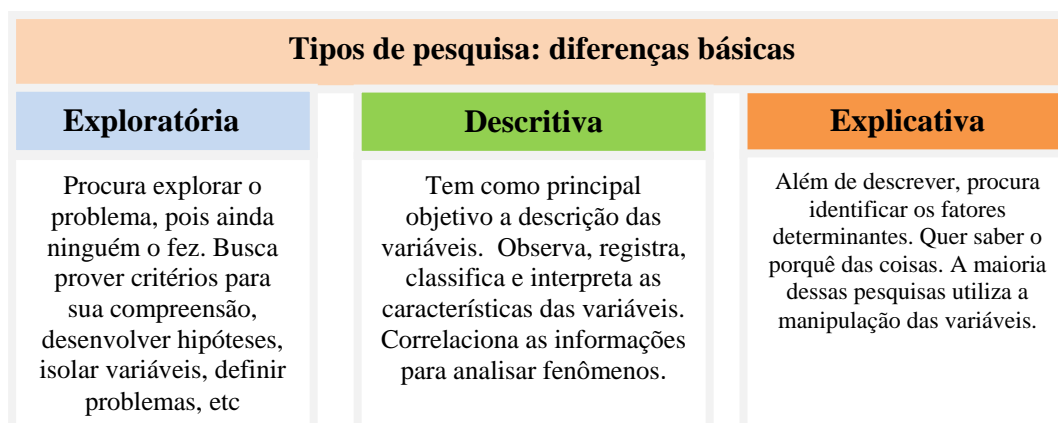 Tipos de pesquisa: diferenças básicas
Exploratória
Procura explorar o
problema, pois ainda
ninguém o fez. Busca
prover critérios para
sua compreensão,
desenvolver hipóteses,
isolar variáveis, definir
problemas, etc
Descritiva
Tem como principal
objetivo a descrição das
variáveis.  Observa, registra,
classifica e interpreta as
características das variáveis.
Correlaciona as informações
para analisar fenômenos.
Explicativa
Além de descrever, procura
identificar os fatores
determinantes. Quer saber o
porquê das coisas. A maioria
dessas pesquisas utiliza a
manipulação das variáveis.